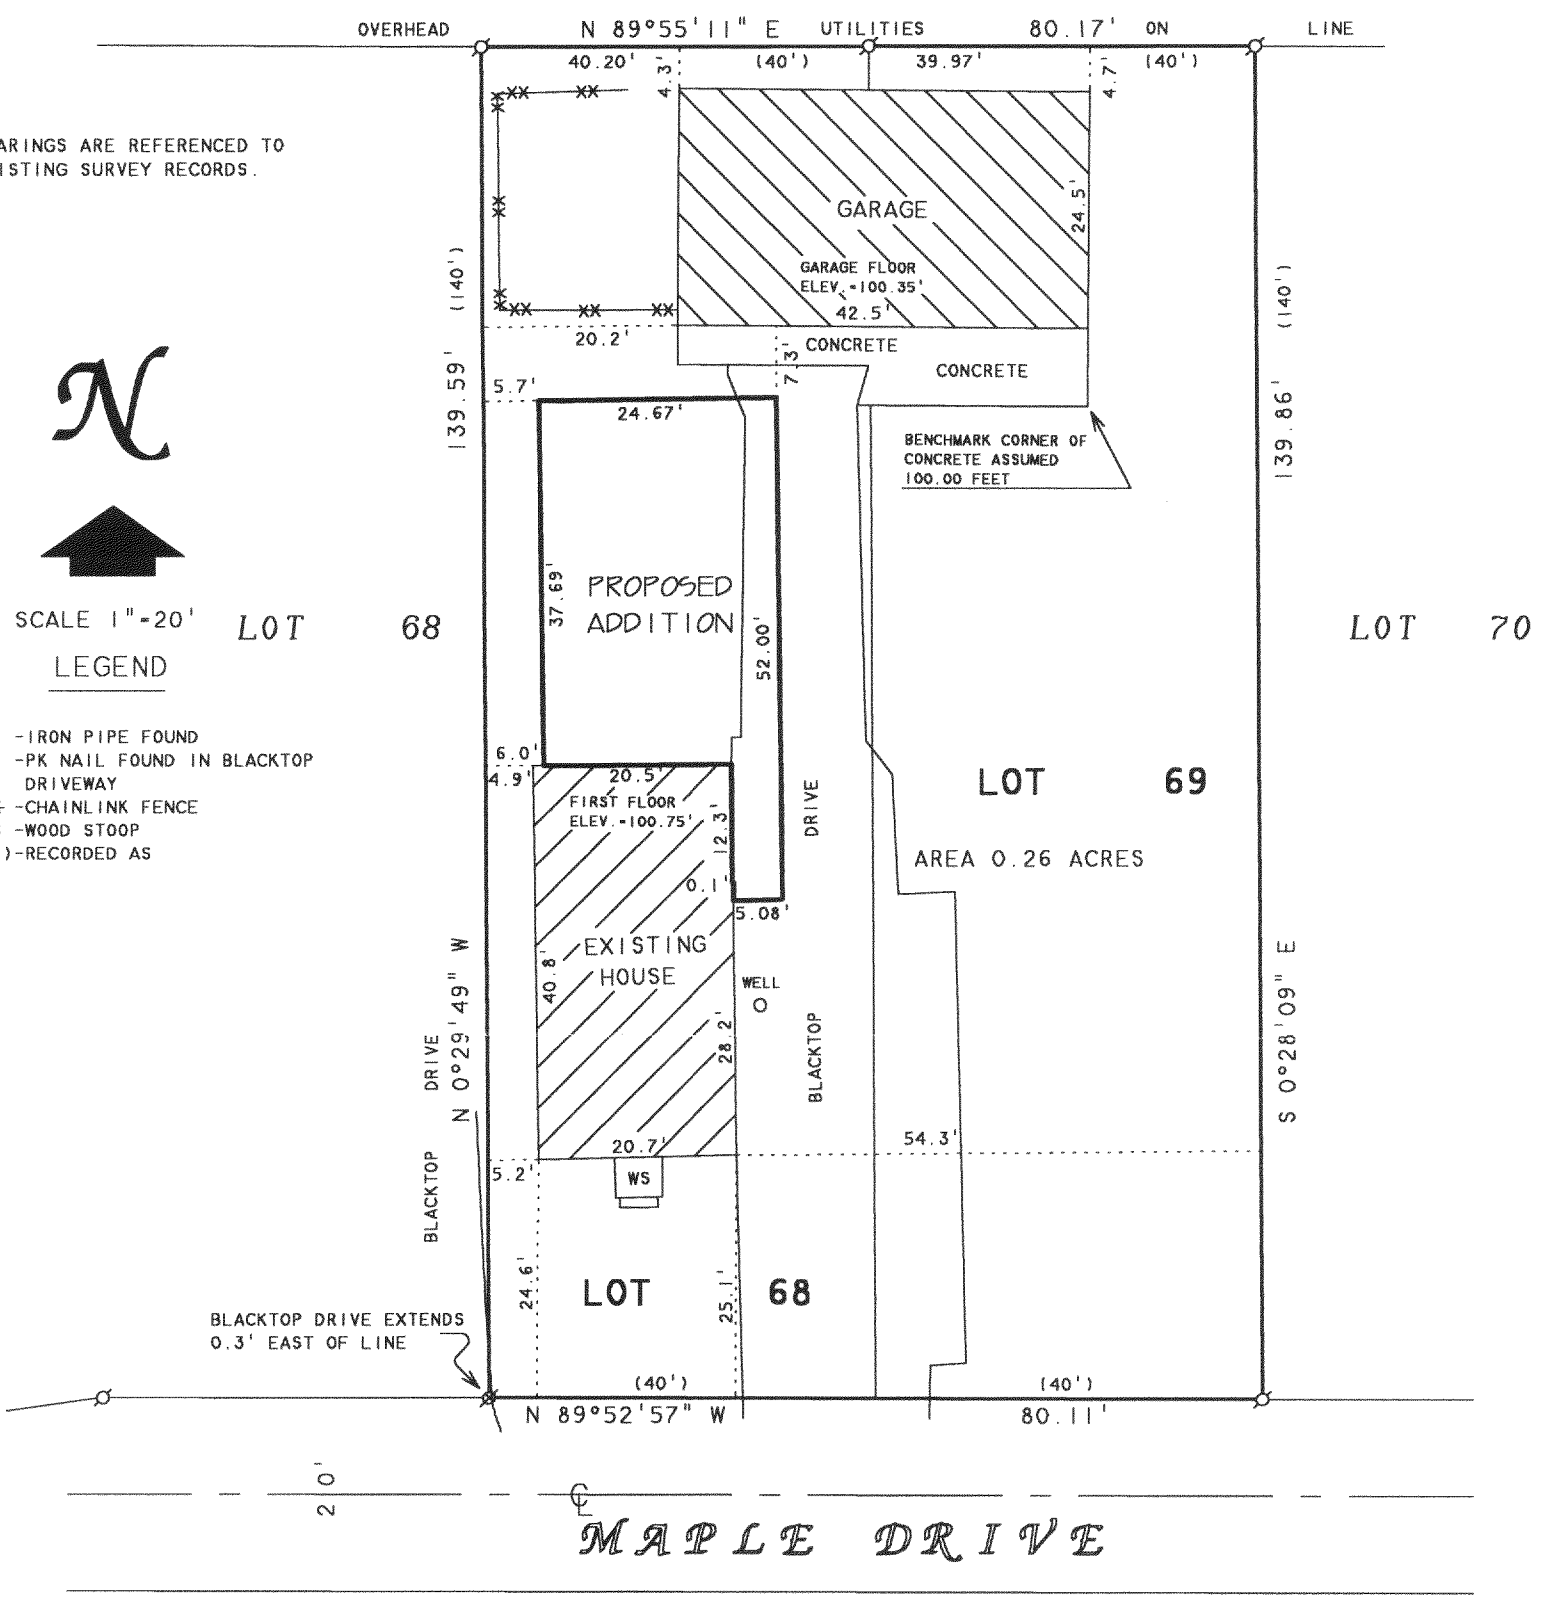 OVERHEAD N 89°55'11" E UTILITIES 80.17' ON LINE
40.20' (40') 39.97' (40')
4.3' 4.7'
ARINGS ARE REFERENCED TO
ISTING SURVEY RECORDS.
GARAGE
24.5'
GARAGE FLOOR
ELEV.=100.35'
42.5'
(140') (140')
20.2'
CONCRETE
CONCRETE
7.3'
139.59'
139.86'
5.7'
24.67'
BENCHMARK CORNER OF
CONCRETE ASSUMED
100.00 FEET
N
SCALE 1"=20'
LOT 68
LOT 70
PROPOSED
ADDITION
37.69'
52.00'
LEGEND
-IRON PIPE FOUND
-PK NAIL FOUND IN BLACKTOP
DRIVEWAY
-CHAINLINK FENCE
-WOOD STOOP
)-RECORDED AS
6.0'
4.9'
20.5'
FIRST FLOOR
ELEV.=100.75'
12.3'
0.1'
5.08'
DRIVE
LOT 69
AREA 0.26 ACRES
EXISTING
HOUSE
40.8'
28.2'
WELL
BLACKTOP
N 0°29'49" W
S 0°28'09" E
BLACKTOP DRIVE
54.3'
20.7'
5.2'
WS
24.6'
25.1'
LOT 68
BLACKTOP DRIVE EXTENDS
0.3' EAST OF LINE
(40') (40')
N 89°52'57" W 80.11'
20'
CL
MAPLE DRIVE